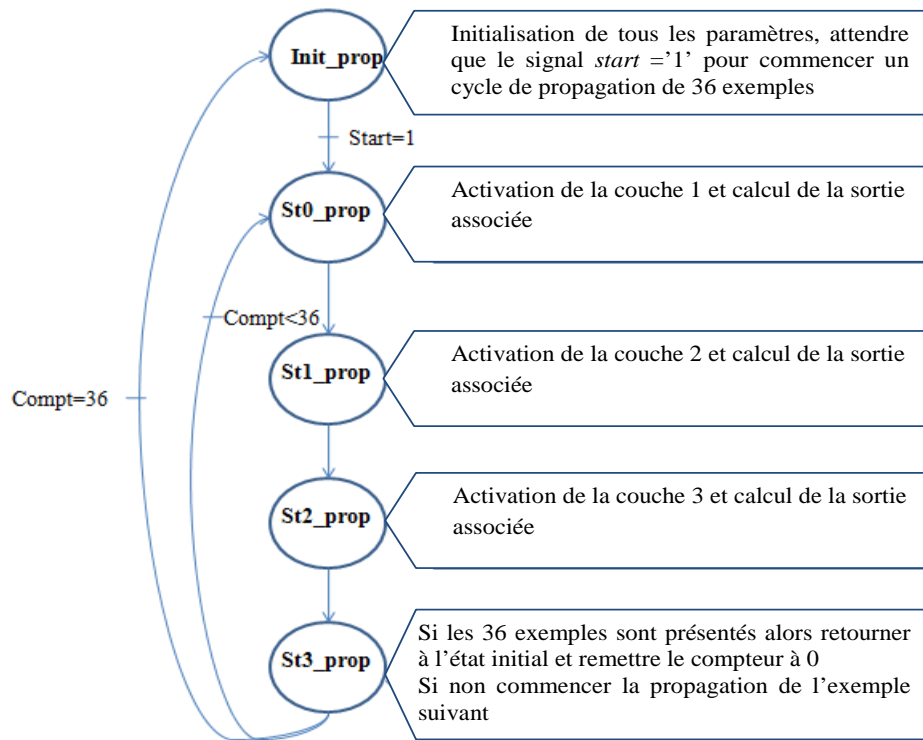 Init_prop
Initialisation de tous les paramètres, attendre
que le signal start ='1’ pour commencer un
cycle de propagation de 36 exemples
Start=1
St0_prop
Activation de la couche 1 et calcul de la sortie
associée
Compt<36
St1_prop
Activation de la couche 2 et calcul de la sortie
associée
Compt=36
St2_prop
Activation de la couche 3 et calcul de la sortie
associée
St3_prop
Si les 36 exemples sont présentés alors retourner
à l’état initial et remettre le compteur à 0
Si non commencer la propagation de l’exemple
suivant